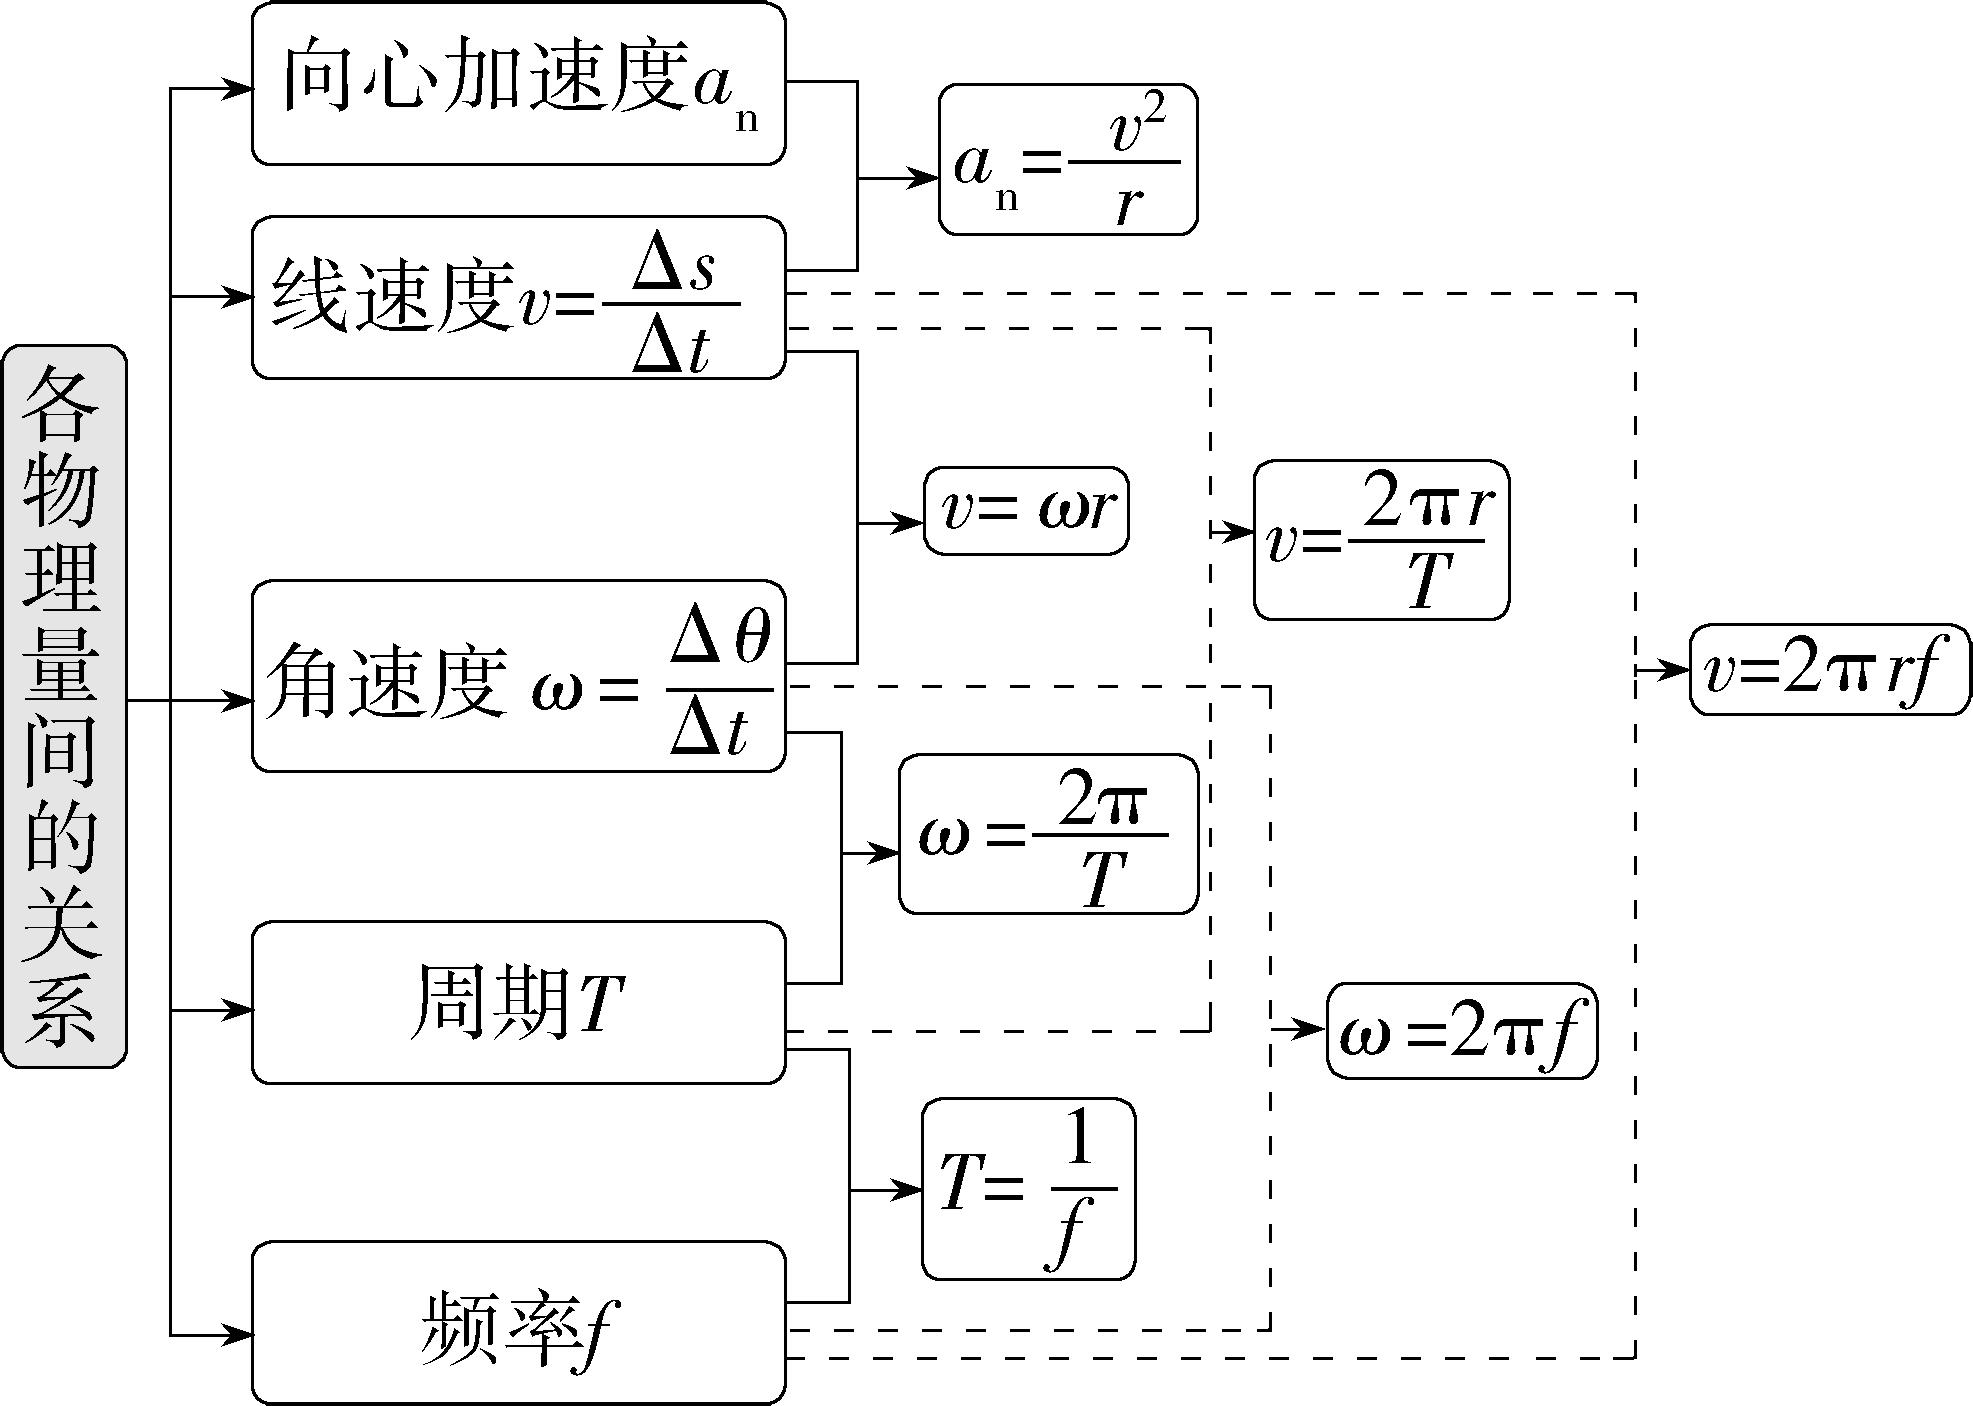 各物理量间的关系
向心加速度aₙ
线速度v=Δs/Δt
角速度 ω = Δθ/Δt
周期T
频率f
aₙ=v²/r
v= ωr
ω =2π/T
T= 1/f
v=2πr/T
ω =2πf
v=2πrf